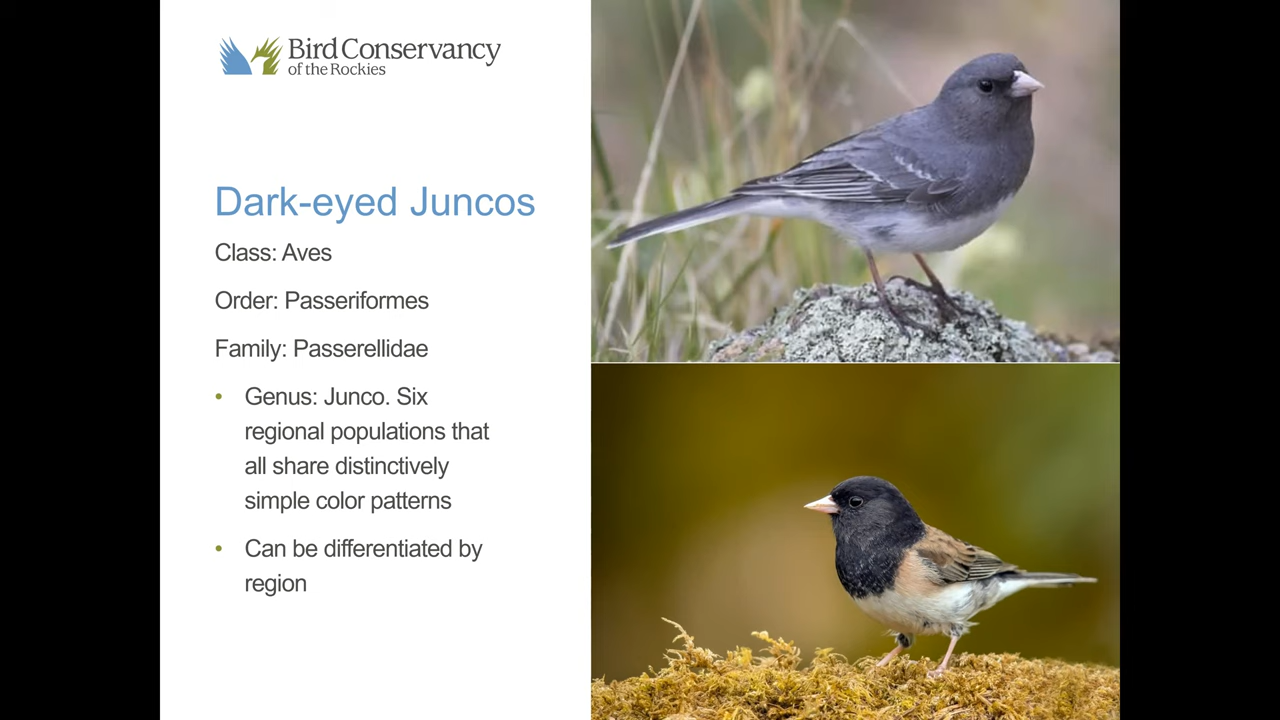 Bird Conservancy
of the Rockies
Dark-eyed Juncos
Class: Aves
Order: Passeriformes
Family: Passerellidae
• Genus: Junco. Six
regional populations that
all share distinctively
simple color patterns
• Can be differentiated by
region